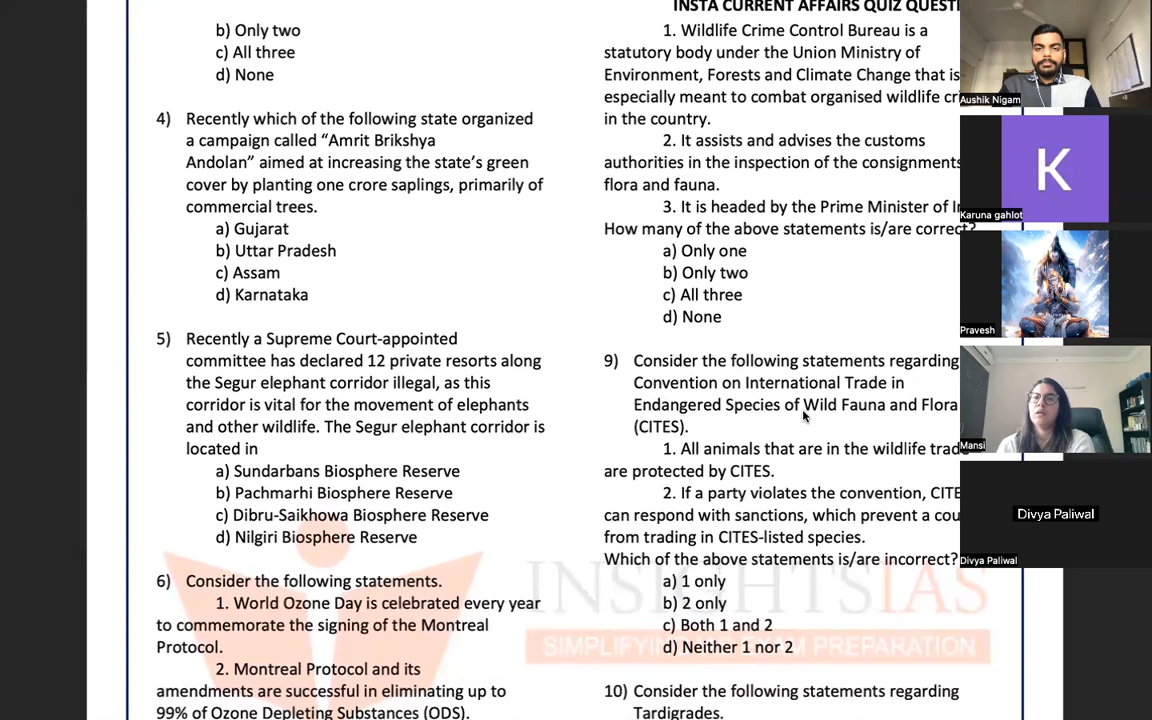 b) Only two
c) All three
d) None
4) Recently which of the following state organized
a campaign called “Amrit Brikshya
Andolan” aimed at increasing the state’s green
cover by planting one crore saplings, primarily of
commercial trees.
a) Gujarat
b) Uttar Pradesh
c) Assam
d) Karnataka
5) Recently a Supreme Court-appointed
committee has declared 12 private resorts along
the Segur elephant corridor illegal, as this
corridor is vital for the movement of elephants
and other wildlife. The Segur elephant corridor is
located in
a) Sundarbans Biosphere Reserve
b) Pachmarhi Biosphere Reserve
c) Dibru-Saikhowa Biosphere Reserve
d) Nilgiri Biosphere Reserve
6) Consider the following statements.
1. World Ozone Day is celebrated every year
to commemorate the signing of the Montreal
Protocol.
2. Montreal Protocol and its
amendments are successful in eliminating up to
99% of Ozone Depleting Substances (ODS).
INSTA CURRENT AFFAIRS QUIZ QUESTI
1. Wildlife Crime Control Bureau is a
statutory body under the Union Ministry of
Environment, Forests and Climate Change that is
especially meant to combat organised wildlife cri
in the country.
2. It assists and advises the customs
authorities in the inspection of the consignments
flora and fauna.
3. It is headed by the Prime Minister of In
How many of the above statements is/are correct?
a) Only one
b) Only two
c) All three
d) None
9) Consider the following statements regarding
Convention on International Trade in
Endangered Species of Wild Fauna and Flora
(CITES).
1. All animals that are in the wildlife trade
are protected by CITES.
2. If a party violates the convention, CITE
can respond with sanctions, which prevent a cou
from trading in CITES-listed species.
Which of the above statements is/are incorrect?
a) 1 only
b) 2 only
c) Both 1 and 2
d) Neither 1 nor 2
10) Consider the following statements regarding
Tardigrades.
INSIGHTSIAS
SIMPLIFYING IAS EXAM PREPARATION
Aushik Nigam
K
Karuna gahlot
Pravesh
Mansi
Divya Paliwal
Divya Paliwal